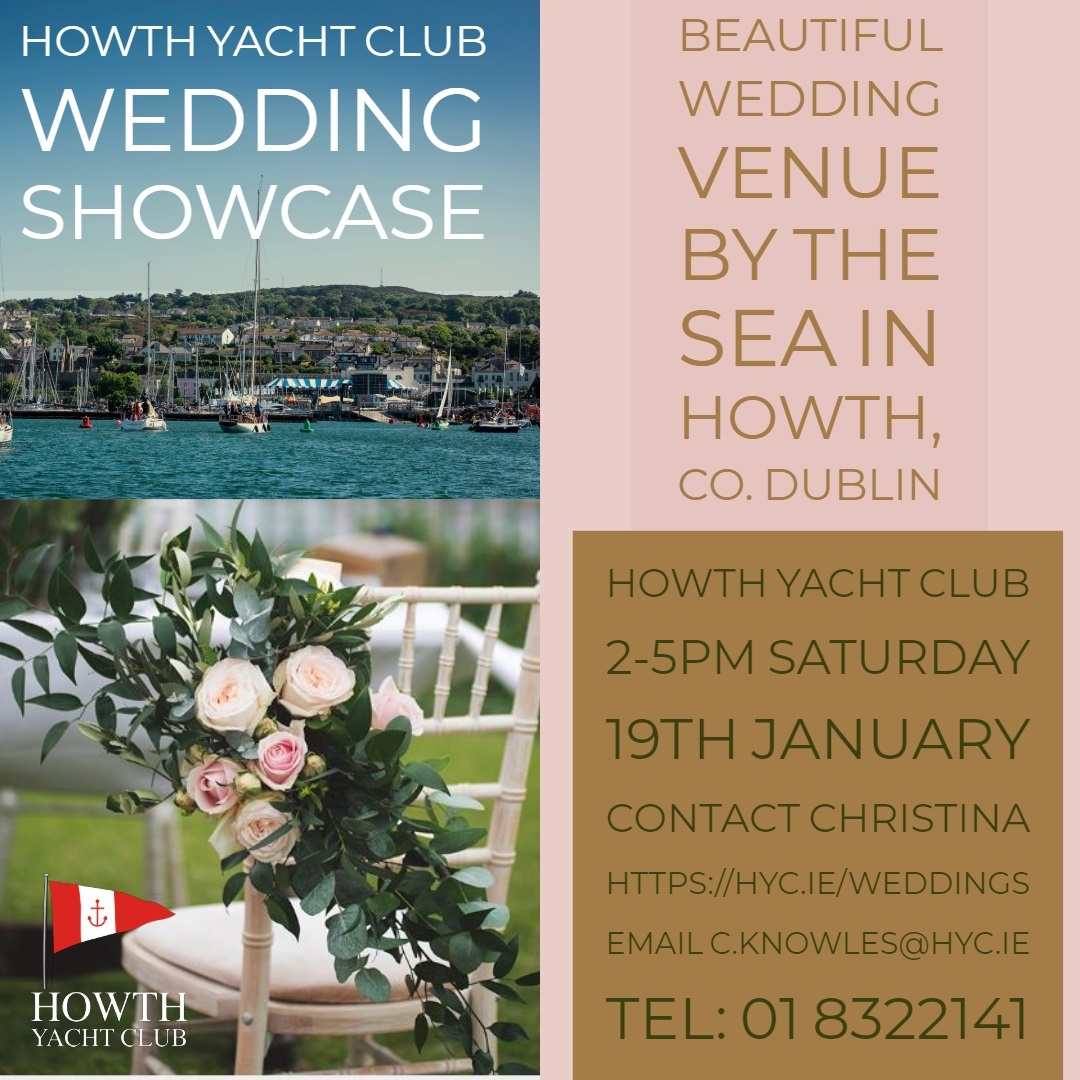 HOWTH YACHT CLUB
WEDDING
SHOWCASE
BEAUTIFUL
WEDDING
VENUE
BY THE
SEA IN
HOWTH,
CO. DUBLIN
HOWTH YACHT CLUB
2-5PM SATURDAY
19TH JANUARY
CONTACT CHRISTINA
HTTPS://HYC.IE/WEDDINGS
EMAIL C.KNOWLES@HYC.IE
TEL: 01 8322141
HOWTH
YACHT CLUB